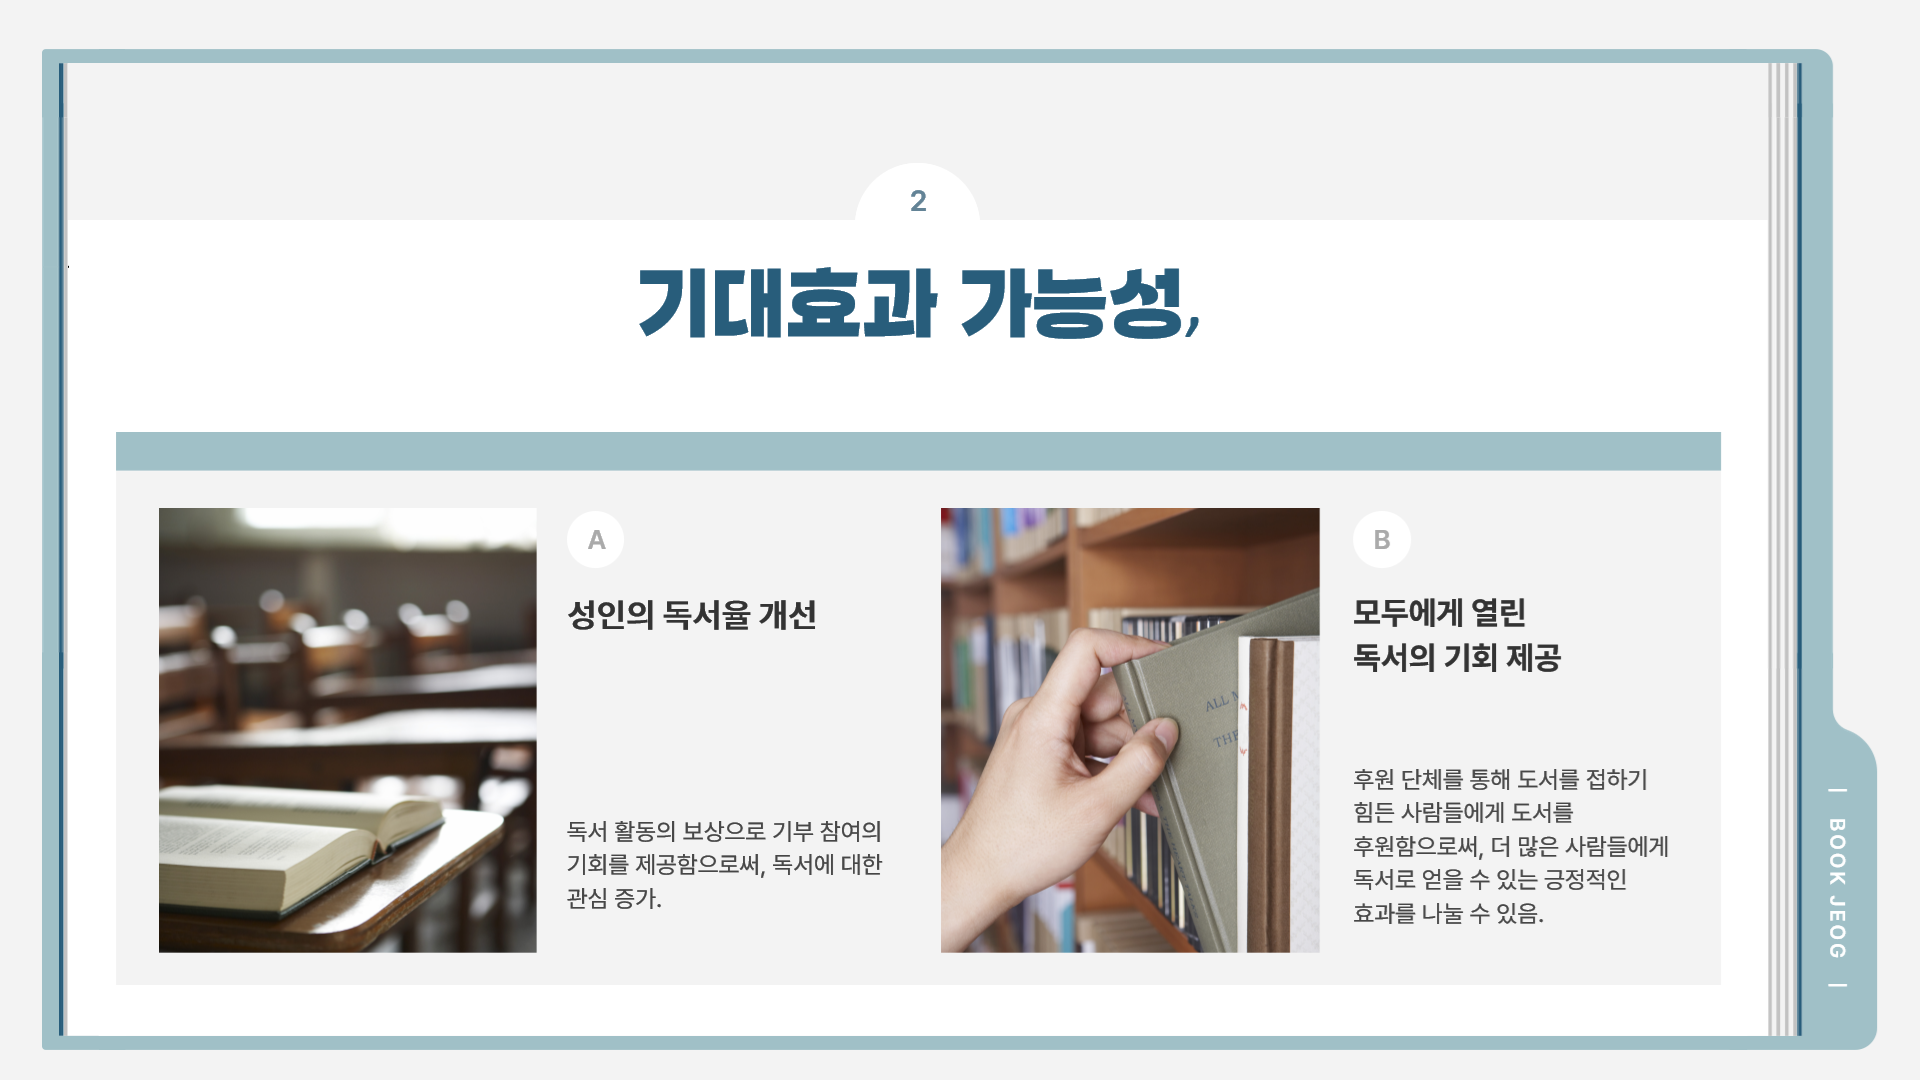 2
기대효과 가능성,
A
성인의 독서율 개선
독서 활동의 보상으로 기부 참여의
기회를 제공함으로써, 독서에 대한
관심 증가.
ALL
THE
B
모두에게 열린
독서의 기회 제공
후원 단체를 통해 도서를 접하기
힘든 사람들에게 도서를
후원함으로써, 더 많은 사람들에게
독서로 얻을 수 있는 긍정적인
효과를 나눌 수 있음.
| BOOK JEOG |